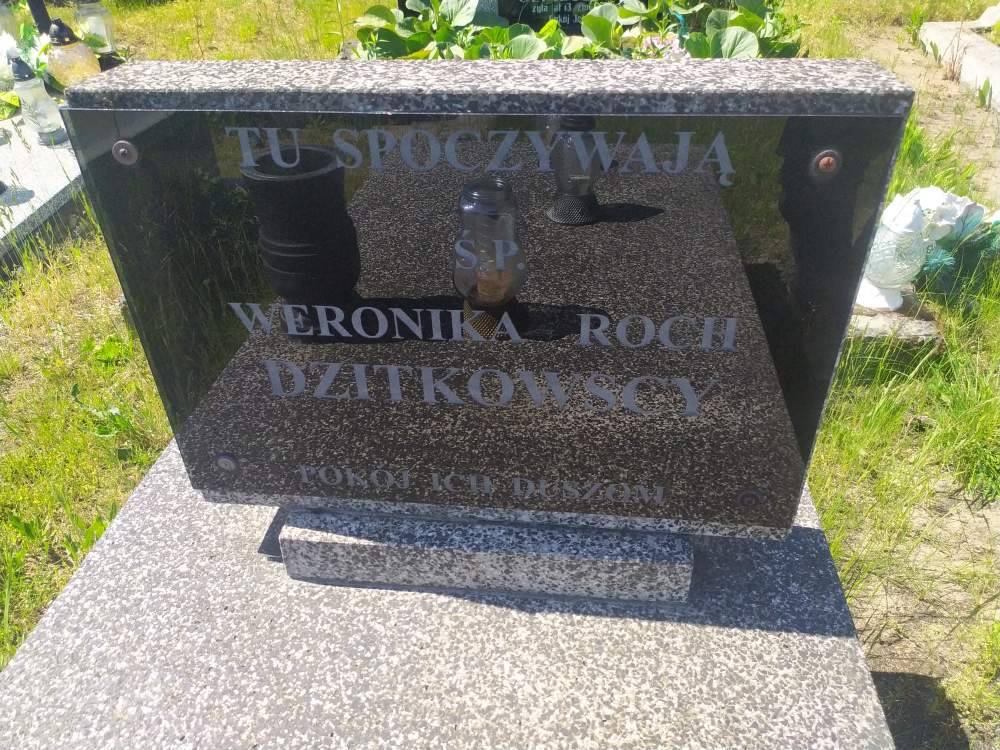 TU SPOCZYWAJĄ
Ś.P.
WERONIKA ROCH
DZITKOWSCY
POKÓJ ICH DUSZOM